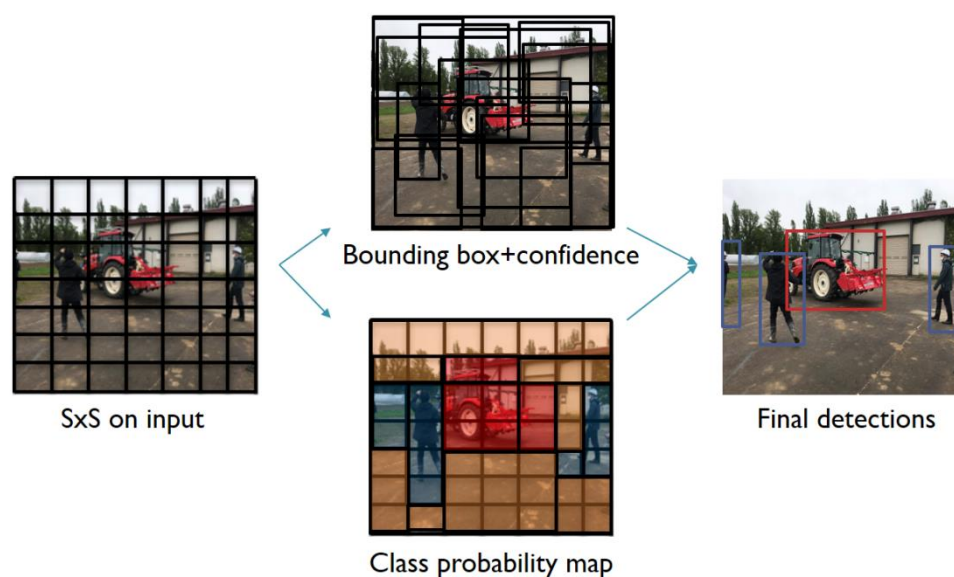 Bounding box+confidence
SxS on input
Final detections
Class probability map